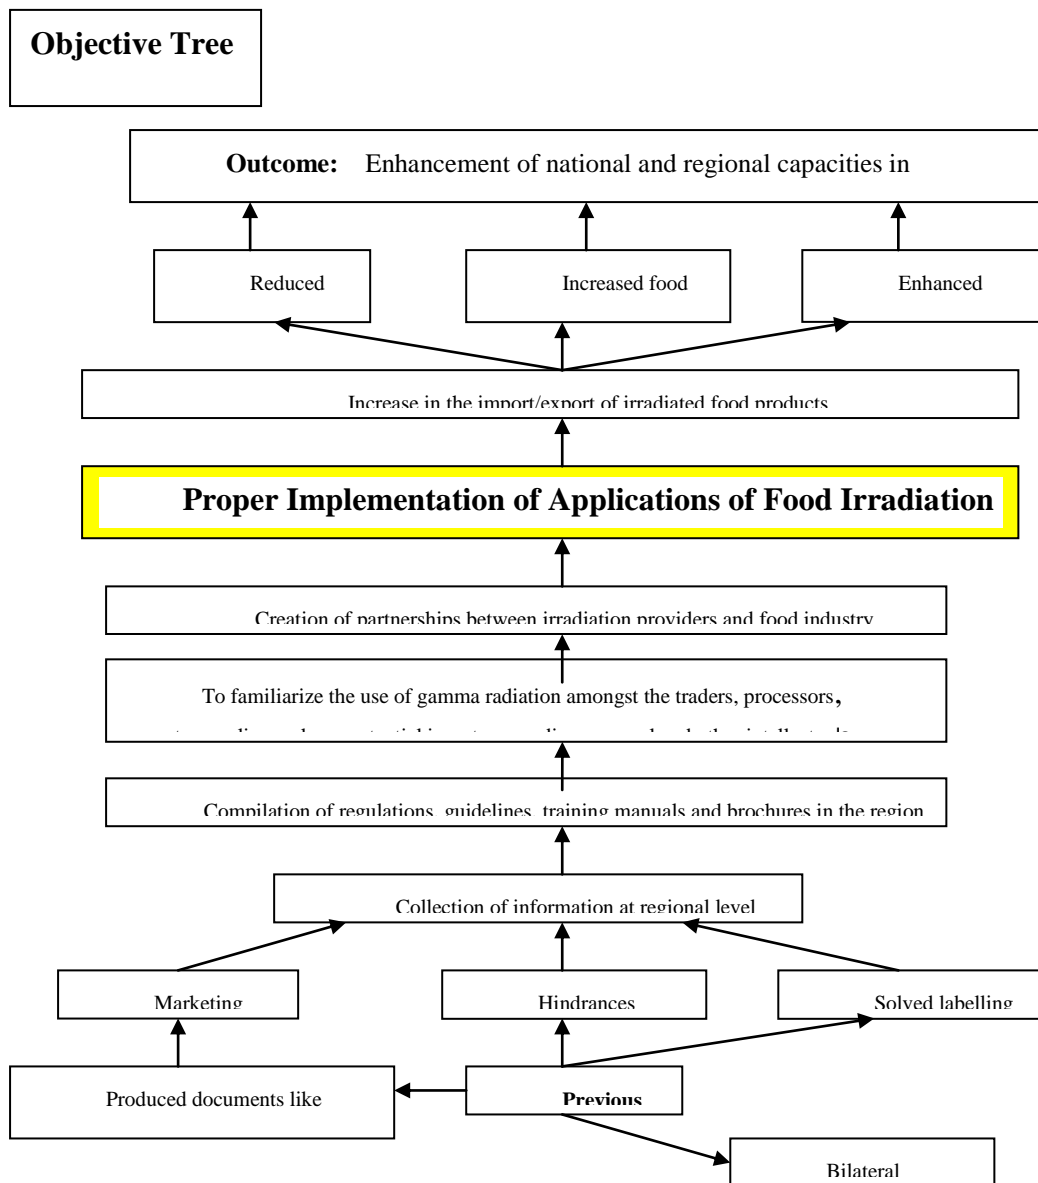 Objective Tree
Outcome: Enhancement of national and regional capacities in
Reduced
Increased food
Enhanced
Increase in the import/export of irradiated food products
Proper Implementation of Applications of Food Irradiation
Creation of partnerships between irradiation providers and food industry
To familiarize the use of gamma radiation amongst the traders, processors,
Compilation of regulations, guidelines, training manuals and brochures in the region
Collection of information at regional level
Marketing
Hindrances
Solved labelling
Produced documents like
Previous
Bilateral